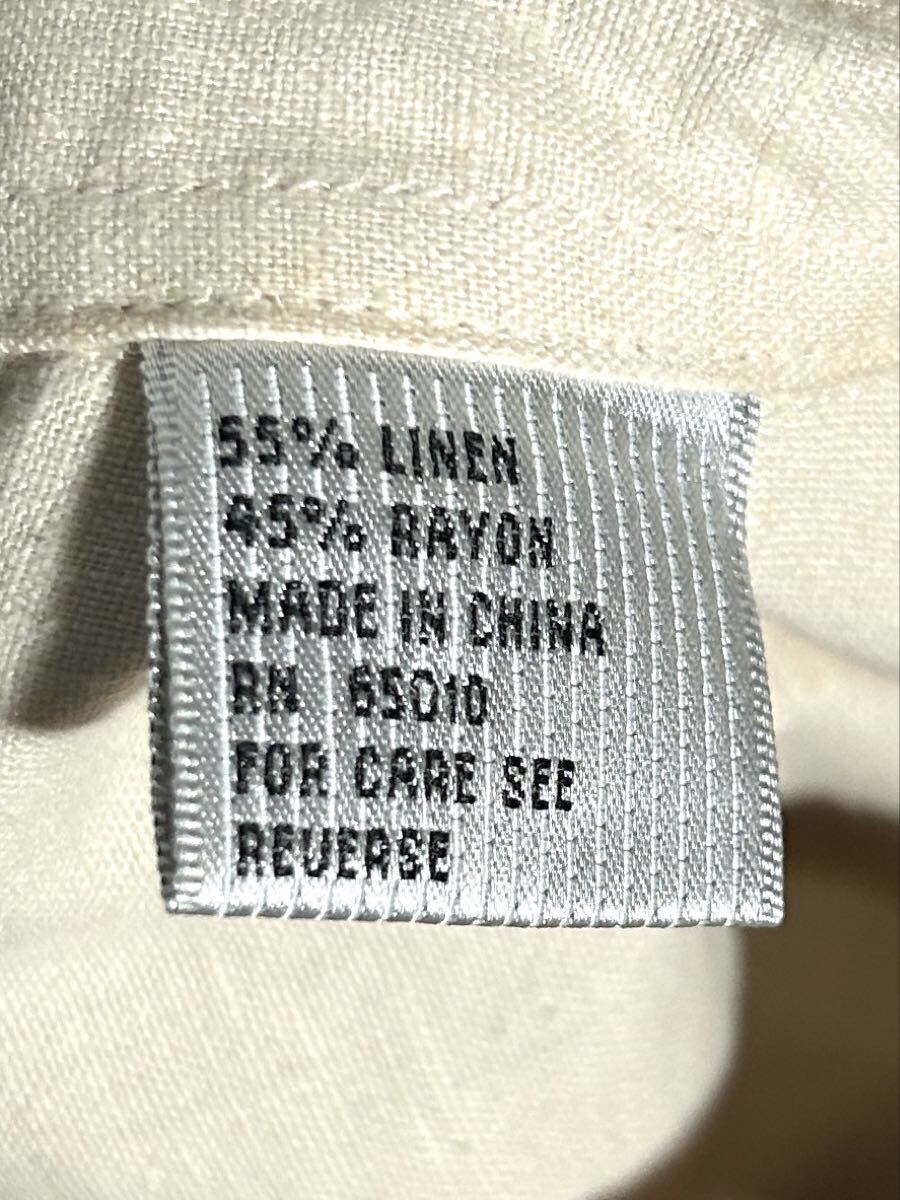 55% LINEN
45% RAYON
MADE IN CHINA
RN 65010
FOR CARE SEE
REVERSE